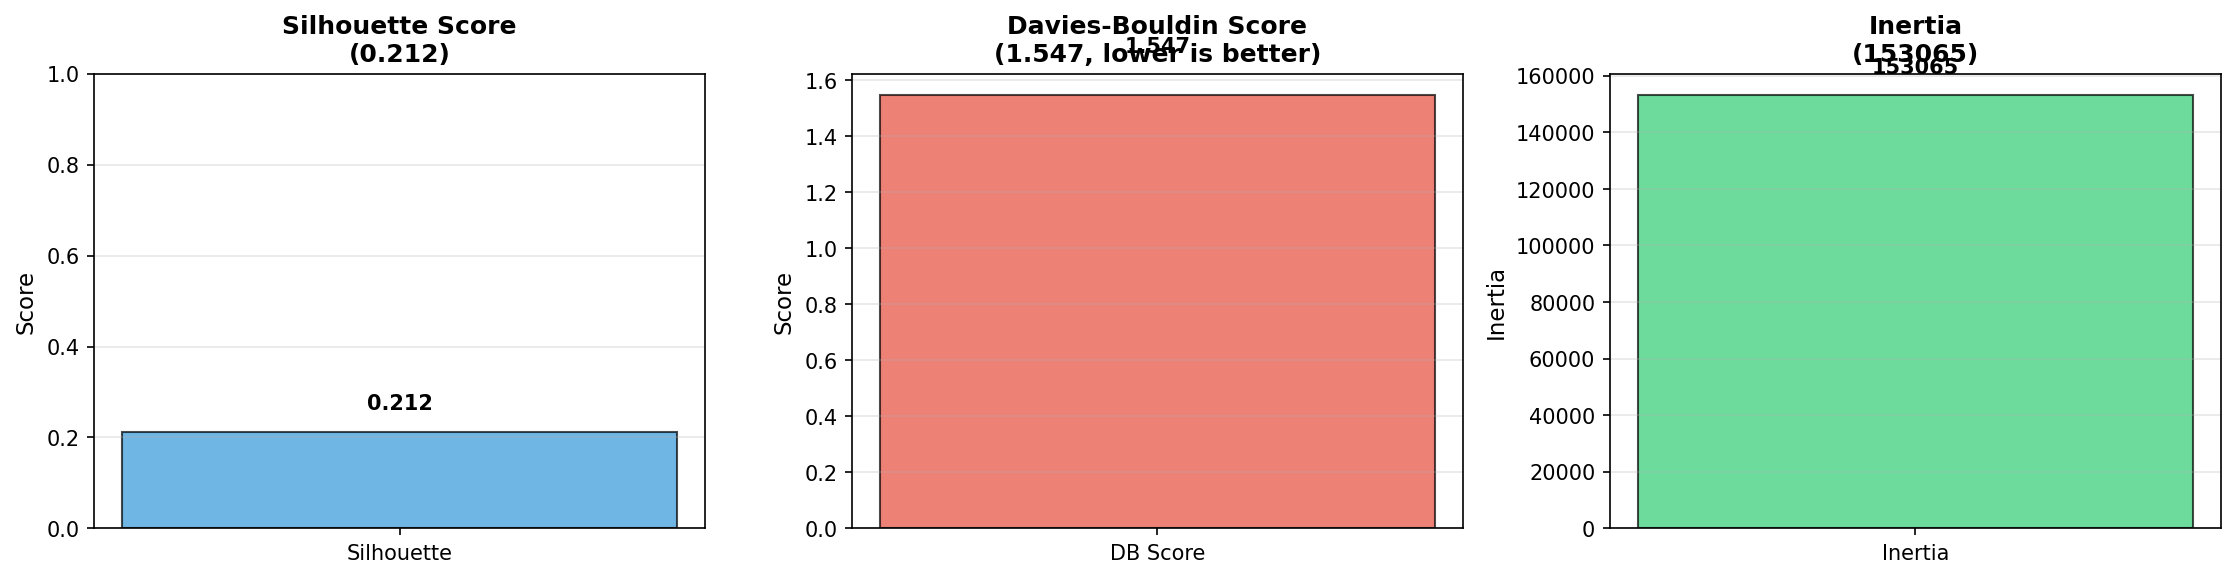 Silhouette Score
(0.212)
1.0
0.8
0.6
0.4
0.2
0.0
Score
0.212
Silhouette
Davies-Bouldin Score
(1.547, lower is better)
1.547
1.6
1.4
1.2
1.0
0.8
0.6
0.4
0.2
0.0
Score
DB Score
Inertia
(153065)
153065
160000
140000
120000
100000
80000
60000
40000
20000
0
Inertia
Inertia